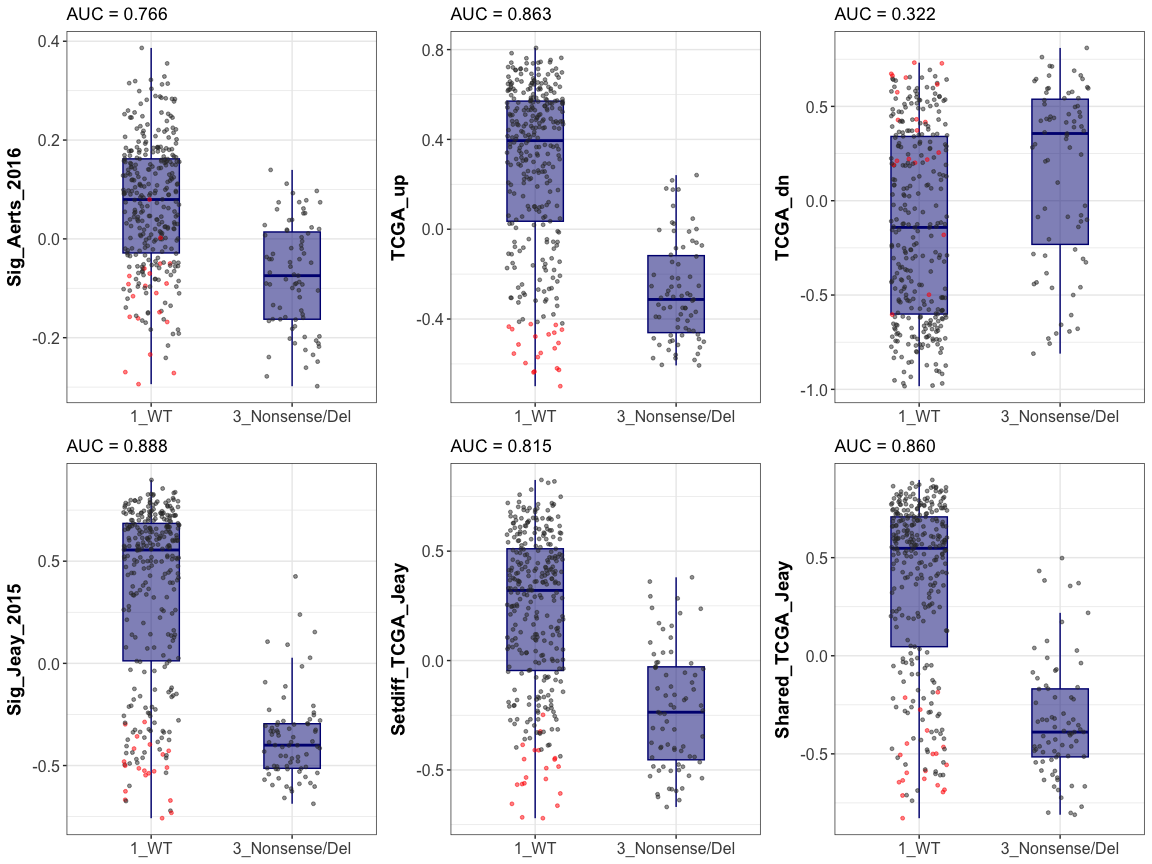 AUC = 0.766
Sig_Aerts_2016
0.4
0.2
0.0
-0.2
1_WT
3_Nonsense/Del
AUC = 0.863
TCGA_up
0.8
0.4
0.0
-0.4
1_WT
3_Nonsense/Del
AUC = 0.322
TCGA_dn
0.5
0.0
-0.5
-1.0
1_WT
3_Nonsense/Del
AUC = 0.888
Sig_Jeay_2015
0.5
0.0
-0.5
1_WT
3_Nonsense/Del
AUC = 0.815
Setdiff_TCGA_Jeay
0.5
0.0
-0.5
1_WT
3_Nonsense/Del
AUC = 0.860
Shared_TCGA_Jeay
0.5
0.0
-0.5
1_WT
3_Nonsense/Del